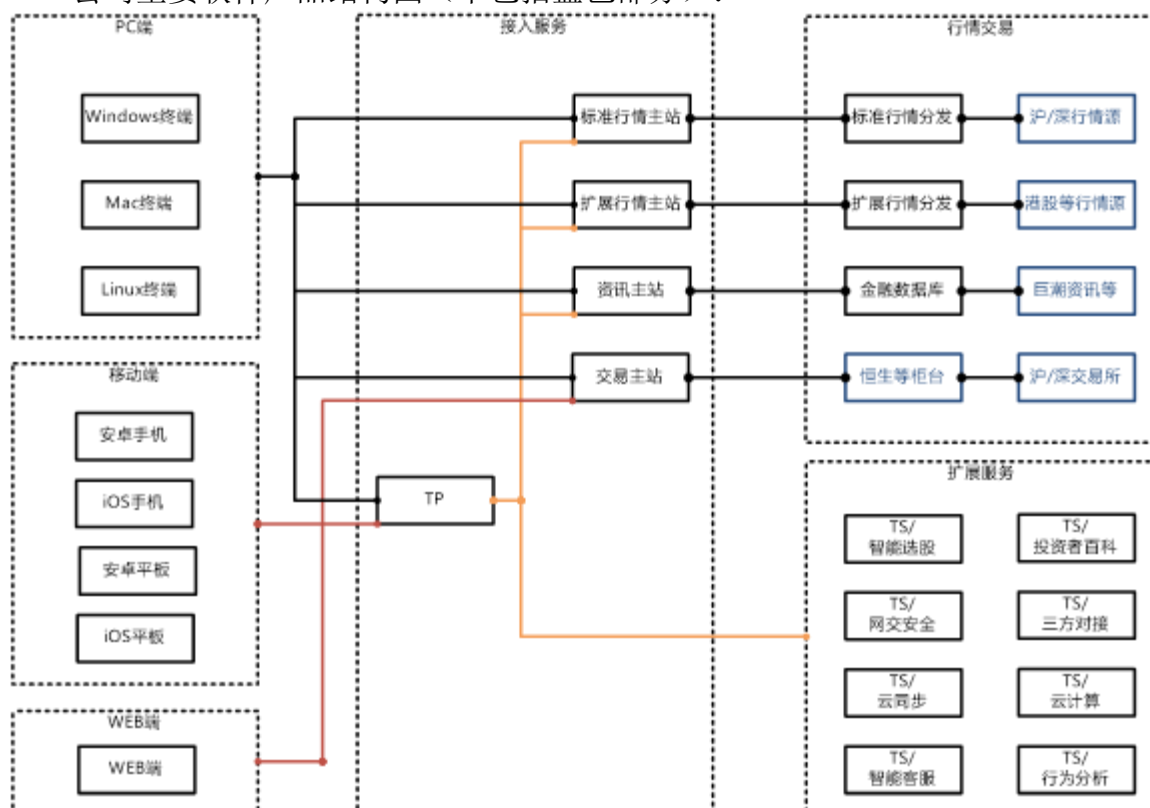 PC端
Windows终端
Mac终端
Linux终端
移动端
安卓手机
iOS手机
安卓平板
iOS平板
WEB端
WEB端
接入服务
标准行情主站
扩展行情主站
资讯主站
交易主站
TP
行情交易
标准行情分发
沪/深行情源
扩展行情分发
港股等行情源
金融数据库
巨潮资讯等
恒生等柜台
沪/深交易所
扩展服务
TS/
智能选股
TS/
投资者百科
TS/
网交安全
TS/
三方对接
TS/
云同步
TS/
云计算
TS/
智能客服
TS/
行为分析